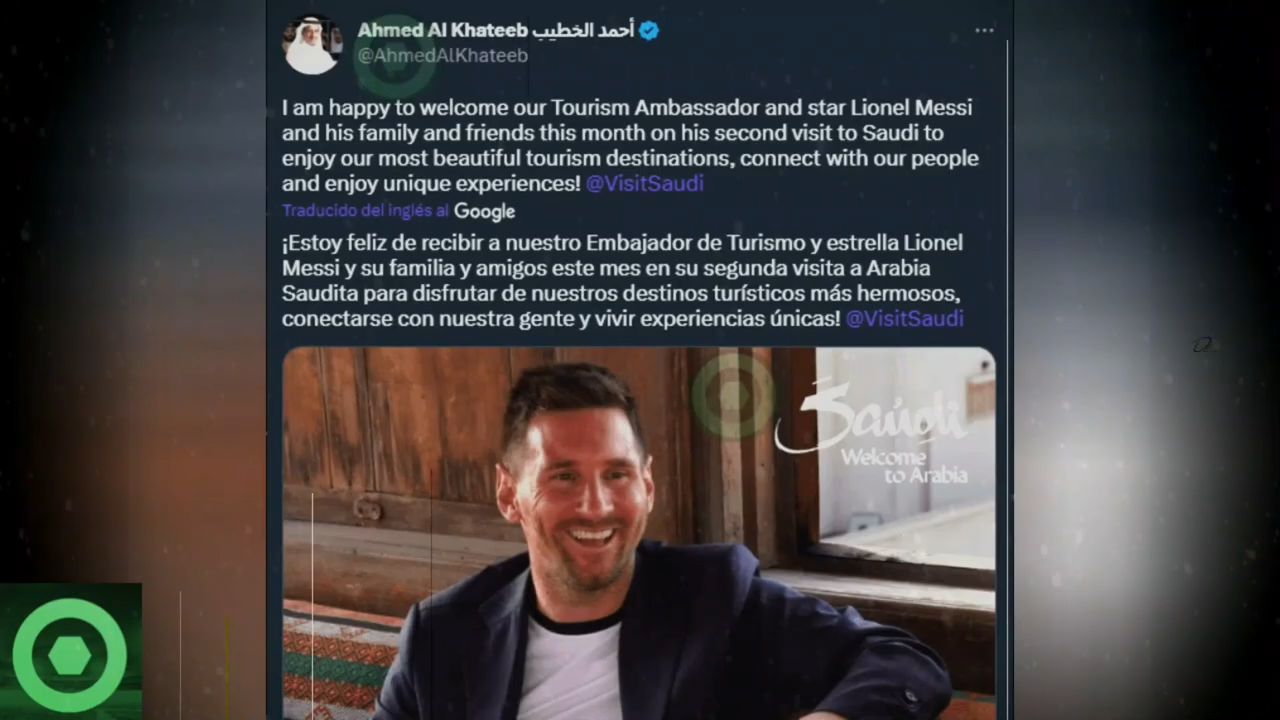 Ahmed Al Khateeb أحمد الخطيب
@AhmedAlKhateeb
I am happy to welcome our Tourism Ambassador and star Lionel Messi
and his family and friends this month on his second visit to Saudi to
enjoy our most beautiful tourism destinations, connect with our people
and enjoy unique experiences! @VisitSaudi
Traducido del inglés al Google
¡Estoy feliz de recibir a nuestro Embajador de Turismo y estrella Lionel
Messi y su familia y amigos este mes en su segunda visita a Arabia
Saudita para disfrutar de nuestros destinos turísticos más hermosos,
conectarse con nuestra gente y vivir experiencias únicas! @VisitSaudi
Saudi
Welcome
to Arabia